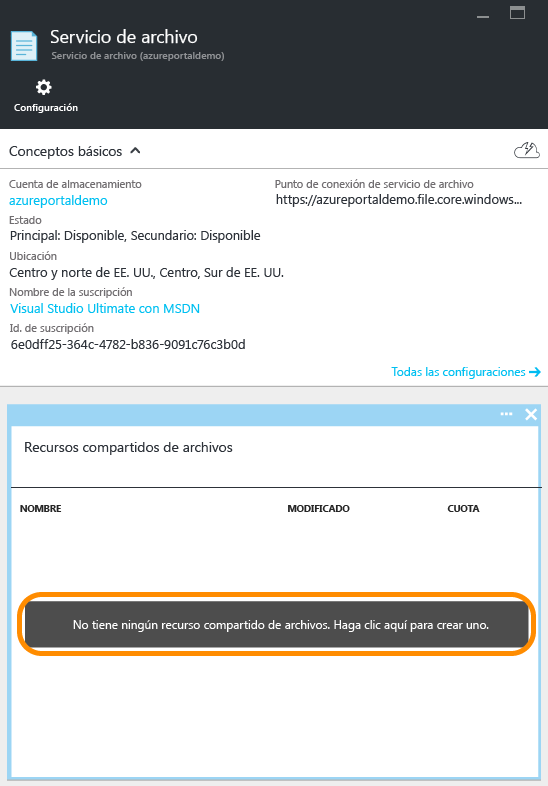 Servicio de archivo
Servicio de archivo (azureportaldemo)
Configuración
Conceptos básicos
Cuenta de almacenamiento
azureportaldemo
Punto de conexión de servicio de archivo
https://azureportaldemo.file.core.windows...
Estado
Principal: Disponible, Secundario: Disponible
Ubicación
Centro y norte de EE. UU., Centro, Sur de EE. UU.
Nombre de la suscripción
Visual Studio Ultimate con MSDN
Id. de suscripción
6e0dff25-364c-4782-b836-9091c76c3b0d
Todas las configuraciones
Recursos compartidos de archivos
NOMBRE MODIFICADO CUOTA
No tiene ningún recurso compartido de archivos. Haga clic aquí para crear uno.